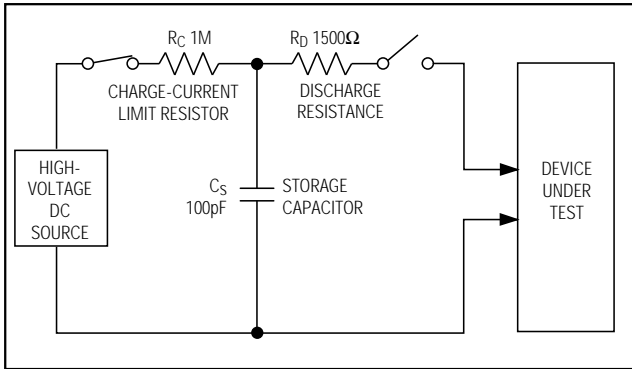 R_C 1M
R_D 1500Ω
CHARGE-CURRENT
LIMIT RESISTOR
DISCHARGE
RESISTANCE
HIGH-
VOLTAGE
DC
SOURCE
C_S
100pF
STORAGE
CAPACITOR
DEVICE
UNDER
TEST